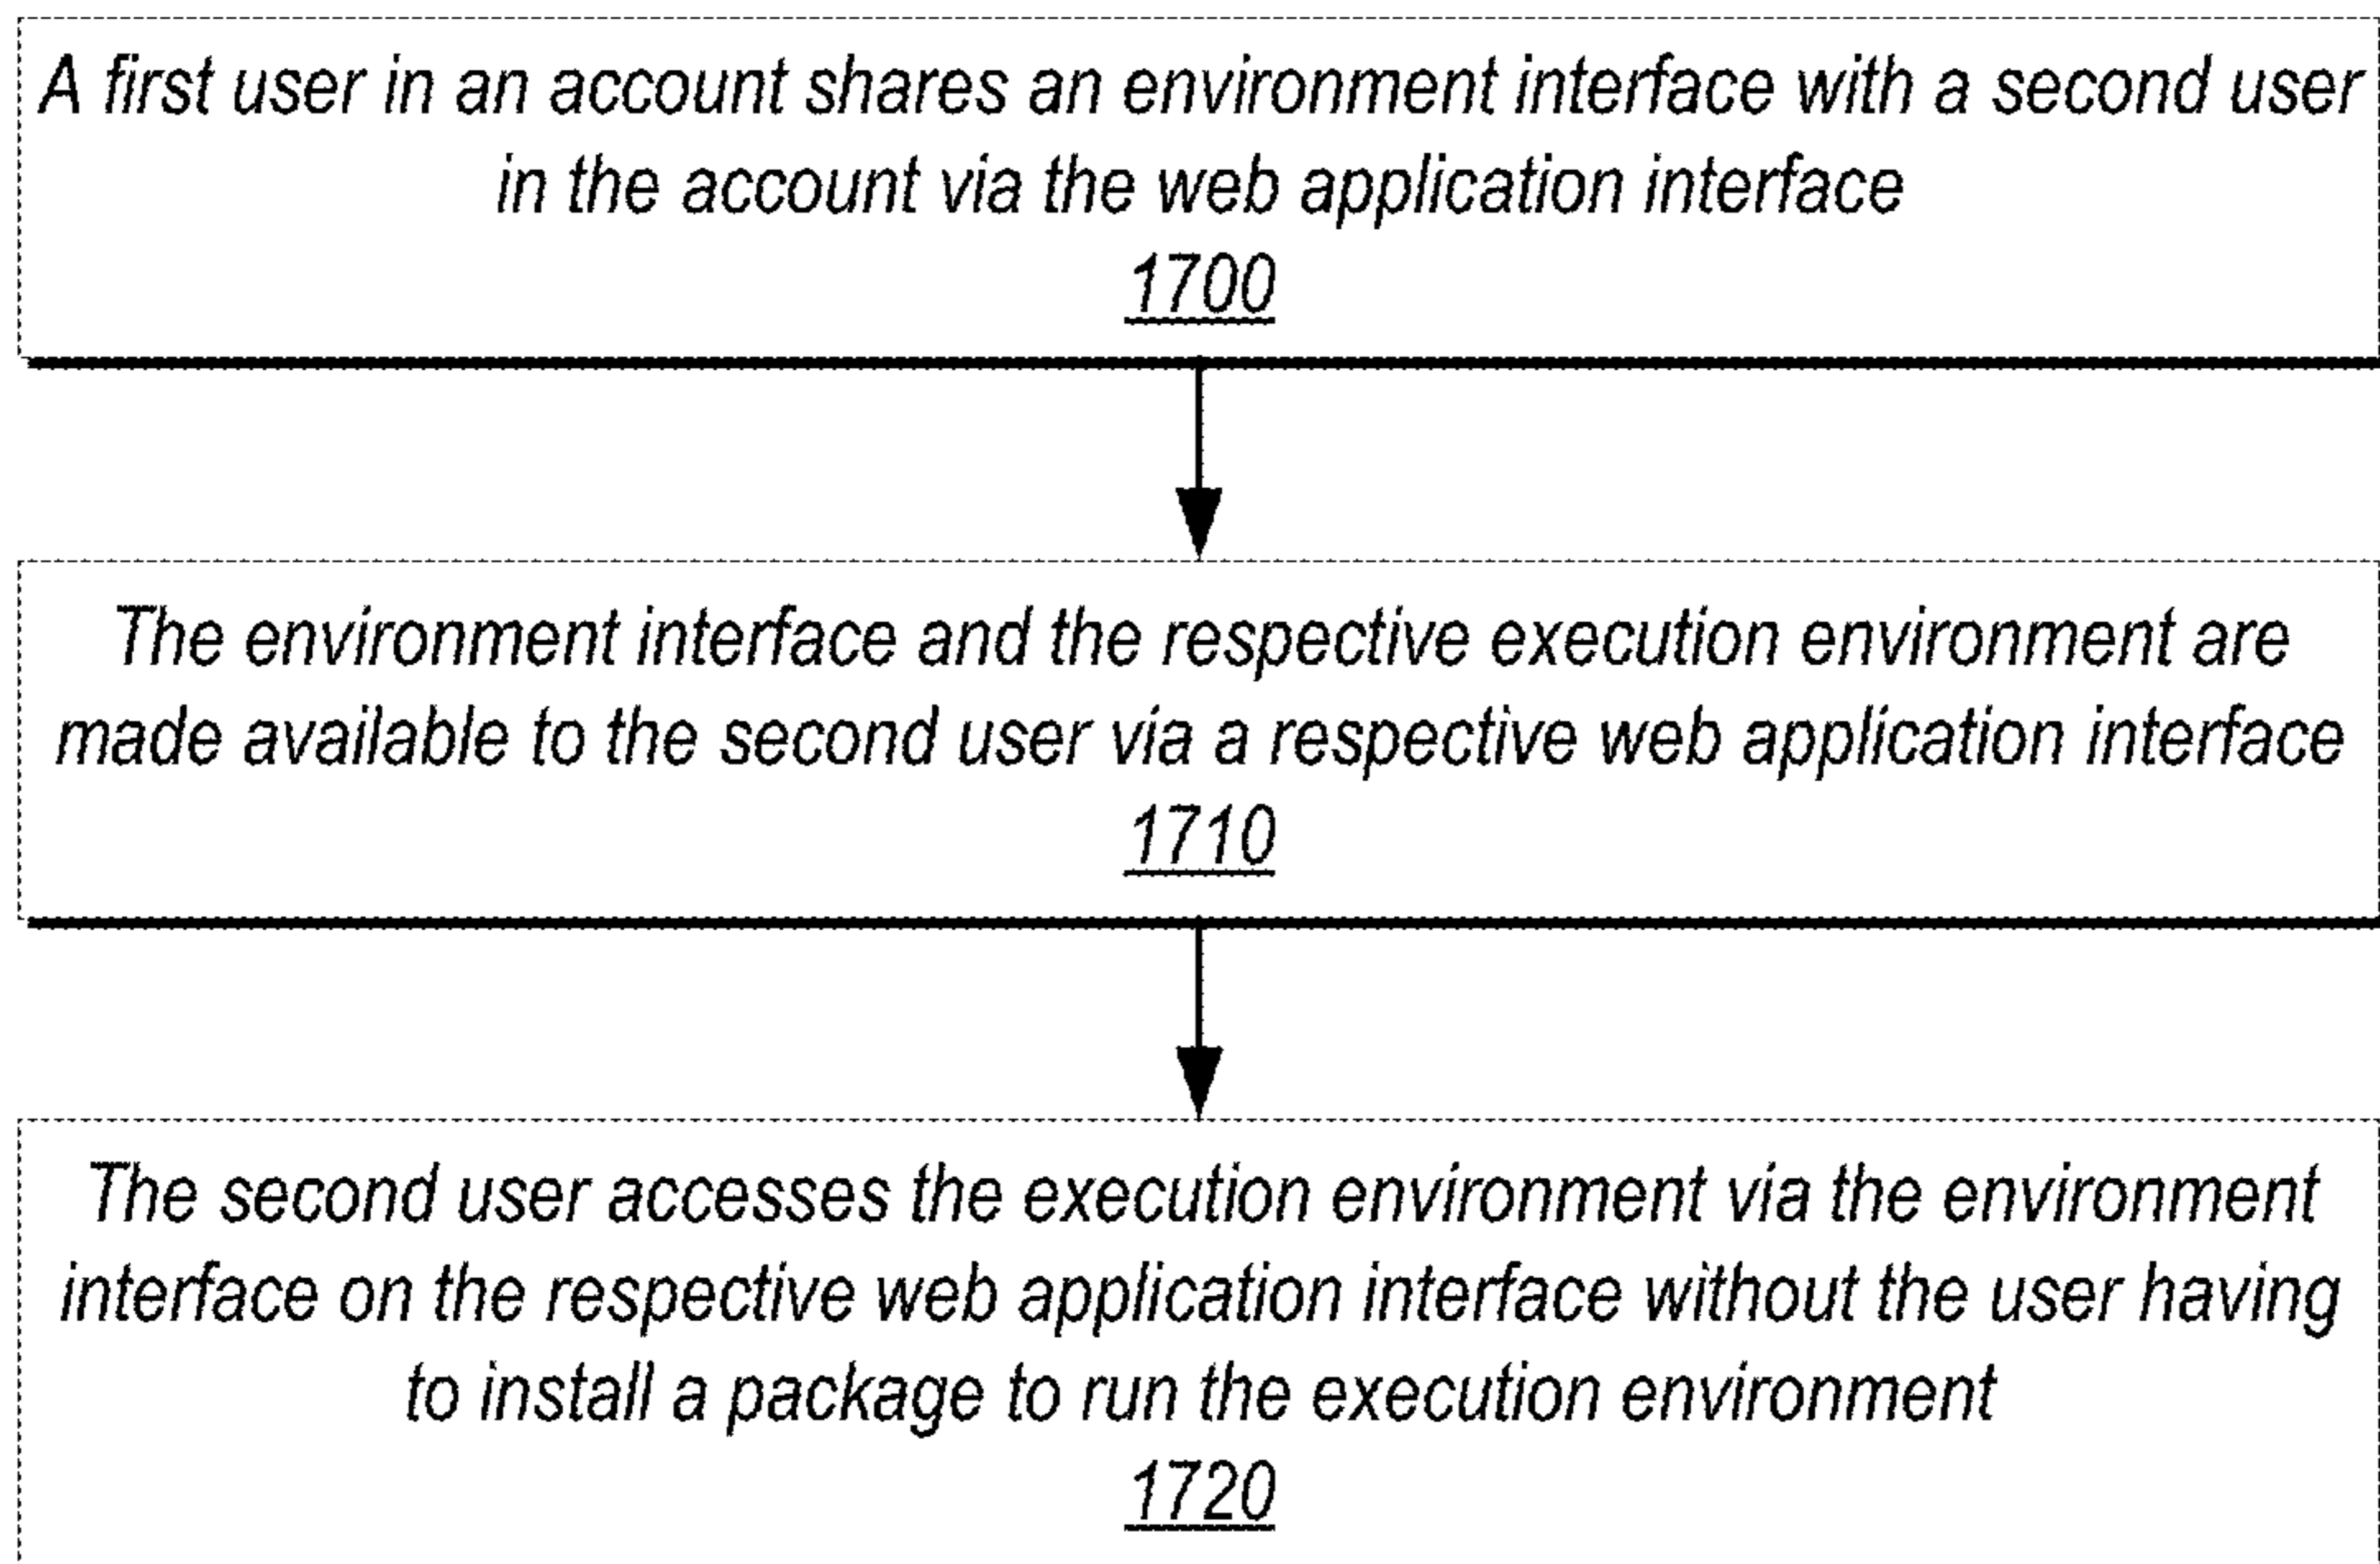 A first user in an account shares an environment interface with a second user
in the account via the web application interface
1700
The environment interface and the respective execution environment are
made available to the second user via a respective web application interface
1710
The second user accesses the execution environment via the environment
interface on the respective web application interface without the user having
to install a package to run the execution environment
1720